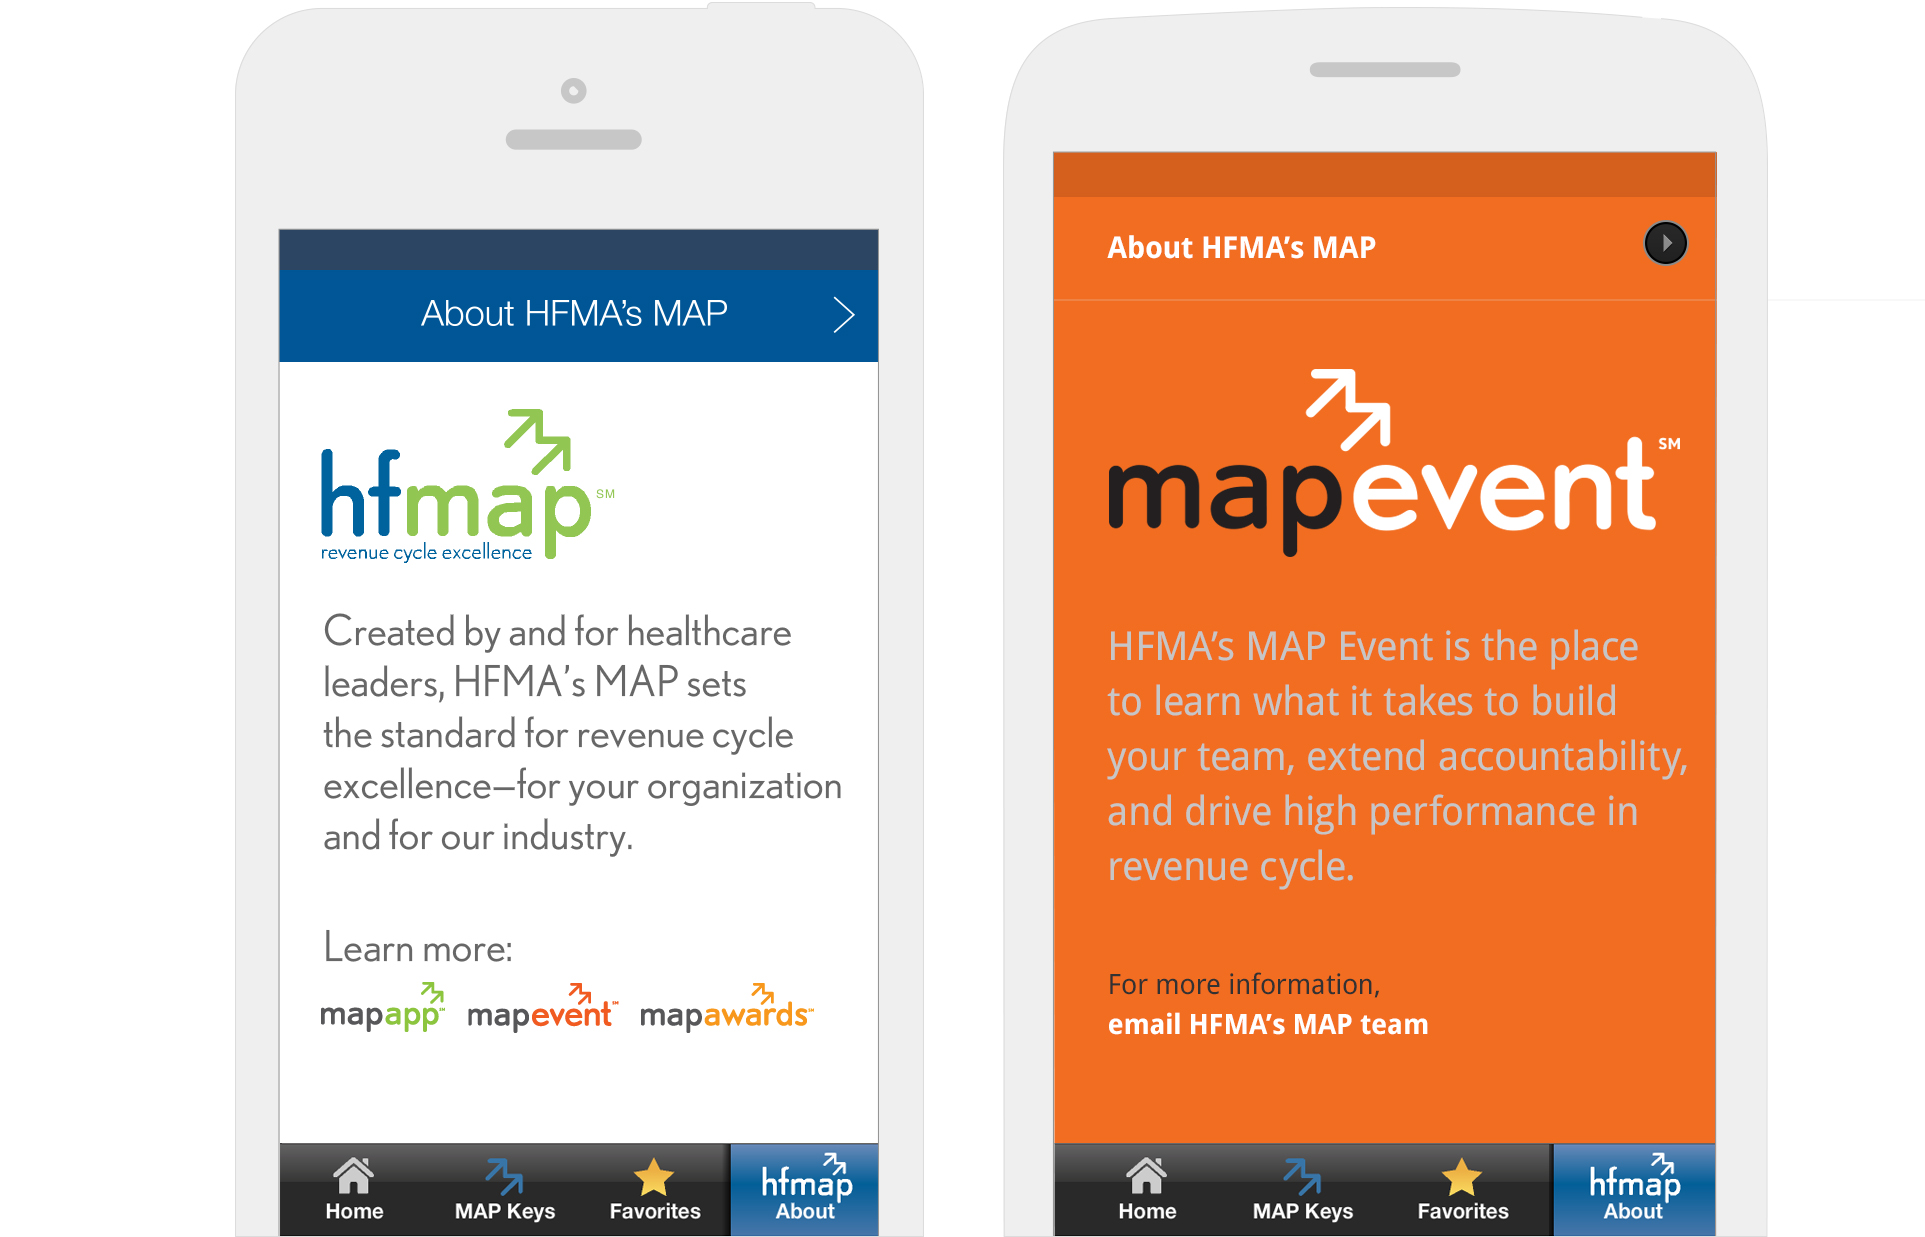 About HFMA’s MAP
hfmap SM
revenue cycle excellence
Created by and for healthcare
leaders, HFMA’s MAP sets
the standard for revenue cycle
excellence—for your organization
and for our industry.
Learn more:
mapapp™ mapevent™ mapawards™
Home MAP Keys Favorites hfmap About
About HFMA’s MAP
mapevent SM
HFMA’s MAP Event is the place
to learn what it takes to build
your team, extend accountability,
and drive high performance in
revenue cycle.
For more information,
email HFMA’s MAP team
Home MAP Keys Favorites hfmap About